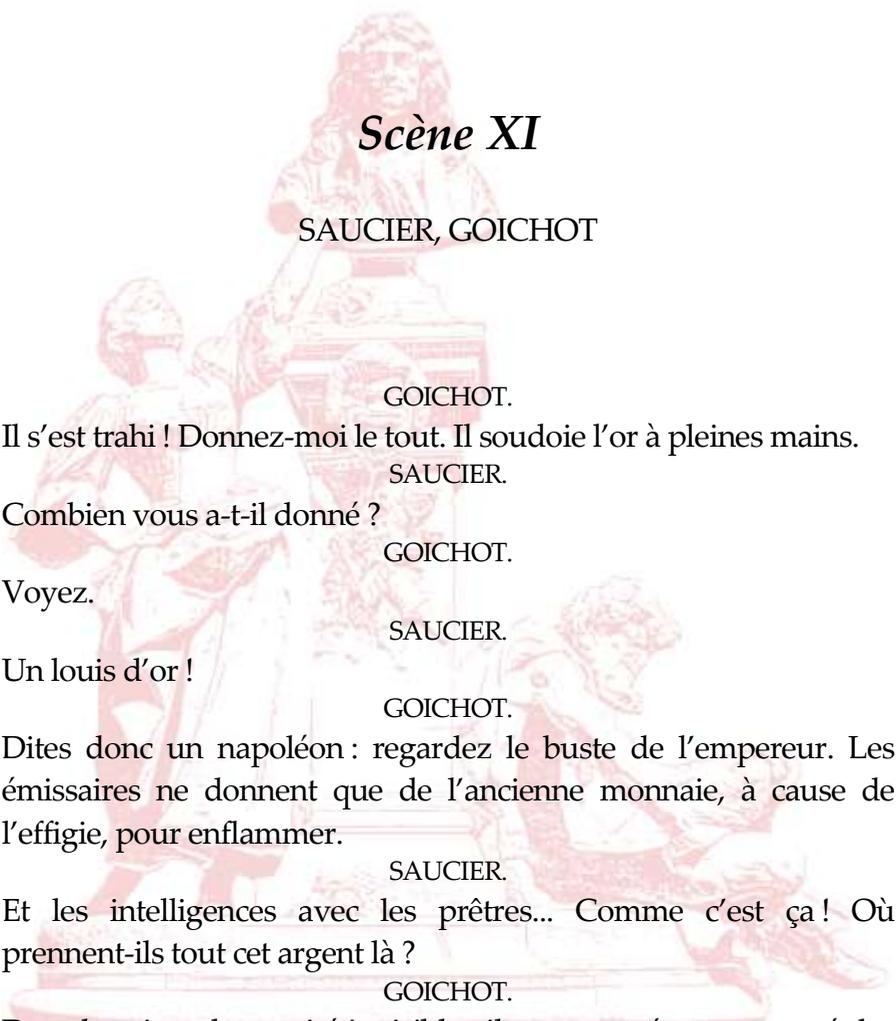 Scène XI
SAUCIER, GOICHOT
GOICHOT.
Il s’est trahi ! Donnez-moi le tout. Il soudoie l’or à pleines mains.
SAUCIER.
Combien vous a-t-il donné ?
GOICHOT.
Voyez.
SAUCIER.
Un louis d’or !
GOICHOT.
Dites donc un napoléon : regardez le buste de l’empereur. Les
émissaires ne donnent que de l’ancienne monnaie, à cause de
l’effigie, pour enflammer.
SAUCIER.
Et les intelligences avec les prêtres... Comme c’est ça ! Où
prennent-ils tout cet argent là ?
GOICHOT.